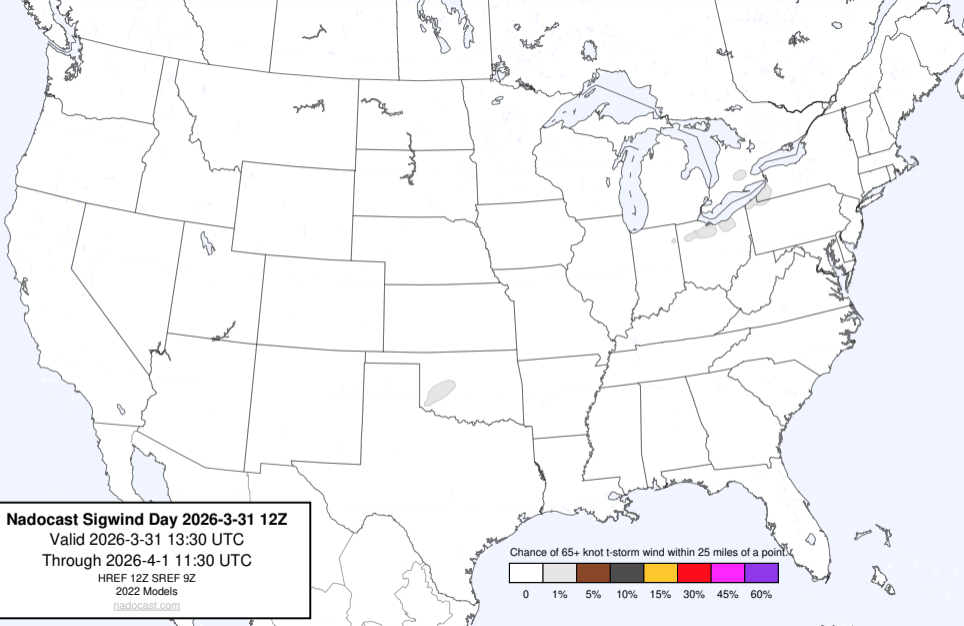 Nadocast Sigwind Day 2026-3-31 12Z
Valid 2026-3-31 13:30 UTC
Through 2026-4-1 11:30 UTC
HREF 12Z SREF 9Z
2022 Models
nadocast.com
Chance of 65+ knot t-storm wind within 25 miles of a point.
0 1% 5% 10% 15% 30% 45% 60%